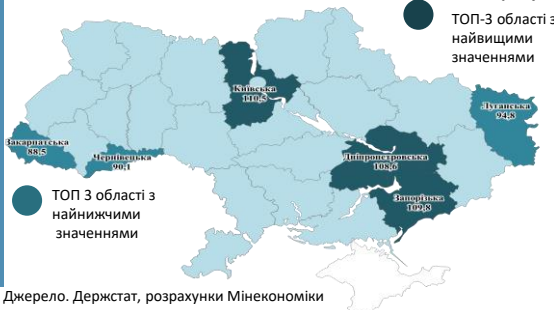 ТОП-3 області з
найвищими
значеннями
Київська
110,5
Луганська
94,8
Закарпатська
88,5
Чернівецька
90,1
Дніпропетровська
108,6
Запорізька
109,8
ТОП 3 області з
найнижчими
значеннями
Джерело. Держстат, розрахунки Мінекономіки